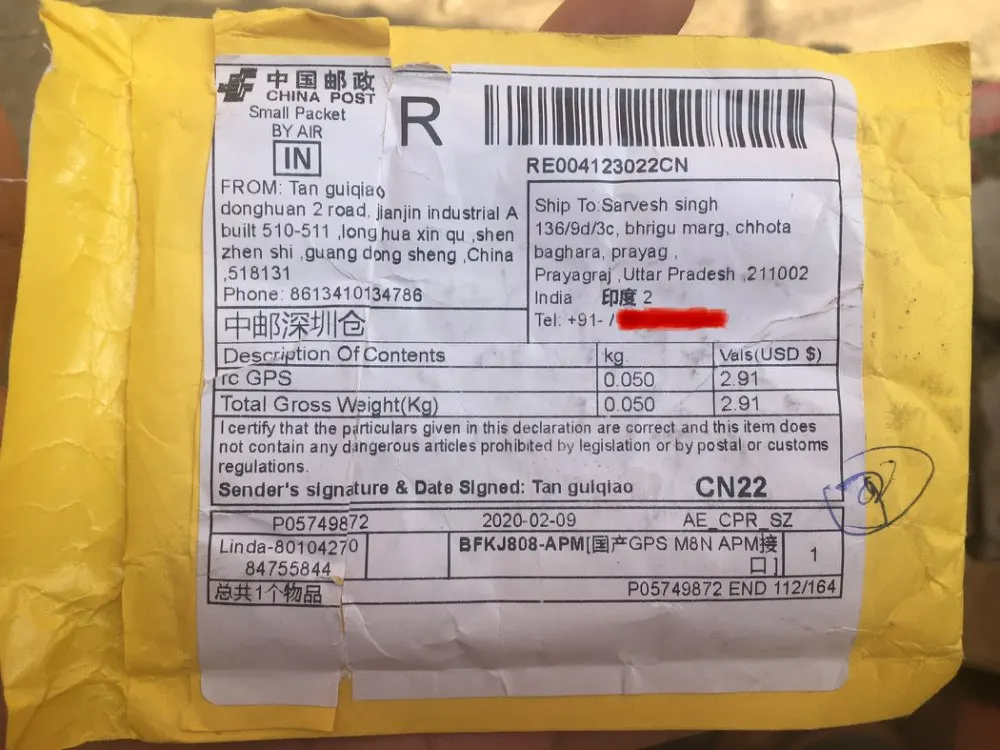 中国邮政
CHINA POST
Small Packet
BY AIR
IN
R
RE004123022CN
FROM: Tan guiqiao
donghuan 2 road, jianjin industrial A
built 510-511 ,long hua xin qu ,shen
zhen shi ,guang dong sheng ,China
,518131
Phone: 8613410134786
中邮深圳仓
Ship To:Sarvesh singh
136/9d/3c, bhrigu marg, chhota
baghara, prayag ,
Prayagraj ,Uttar Pradesh ,211002
India 印度 2
Tel: +91- /
Description Of Contents kg Vals(USD $)
rc GPS 0.050 2.91
Total Gross Weight(Kg) 0.050 2.91
I certify that the particulars given in this declaration are correct and this item does
not contain any dangerous articles prohibited by legislation or by postal or customs
regulations.
Sender's signature & Date Signed: Tan guiqiao CN22
P05749872 2020-02-09 AE_CPR_SZ
Linda-80104270
84755844
BFKJ808-APM[国产GPS M8N APM接
口]
1
总共1个物品
P05749872 END 112/164